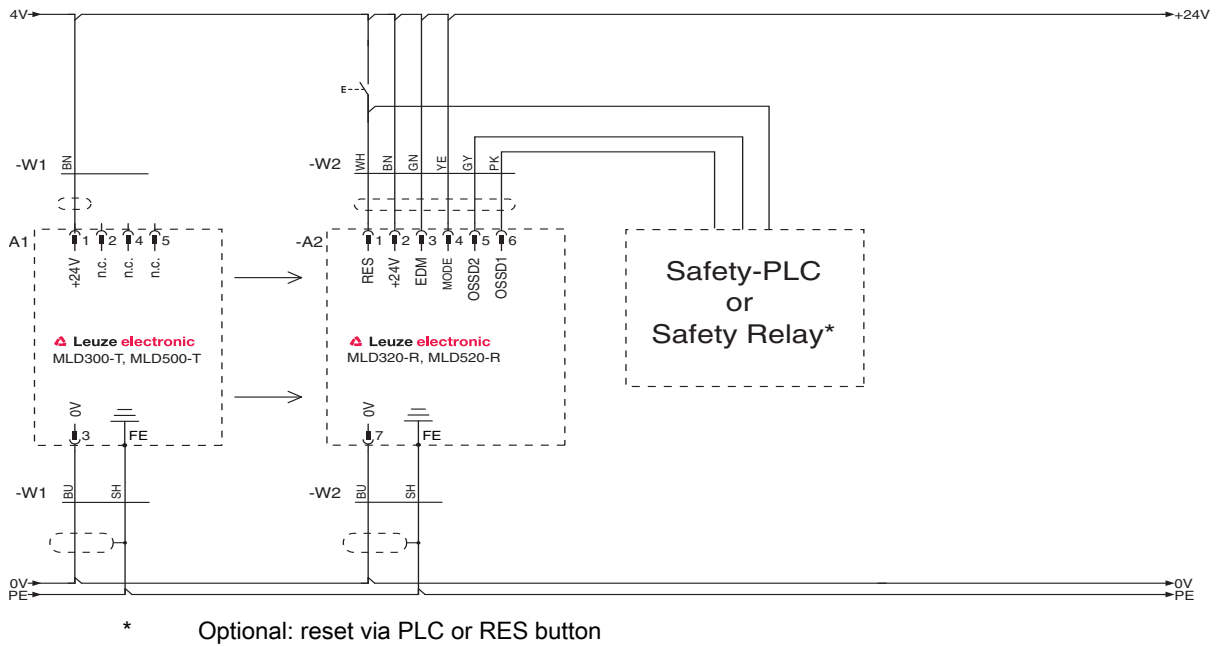 4V
+24V
E
-W1
BN
-W2
WH
BN
GN
YE
GY
PK
A1
1
2
4
5
+24V
n.c.
n.c.
n.c.
-A2
1
2
3
4
5
6
RES
+24V
EDM
MODE
OSSD2
OSSD1
Safety-PLC
or
Safety Relay*
Leuze electronic
MLD300-T, MLD500-T
Leuze electronic
MLD320-R, MLD520-R
0V
3
FE
0V
7
FE
-W1
BU
SH
-W2
BU
SH
0V
0V
PE
PE
* Optional: reset via PLC or RES button